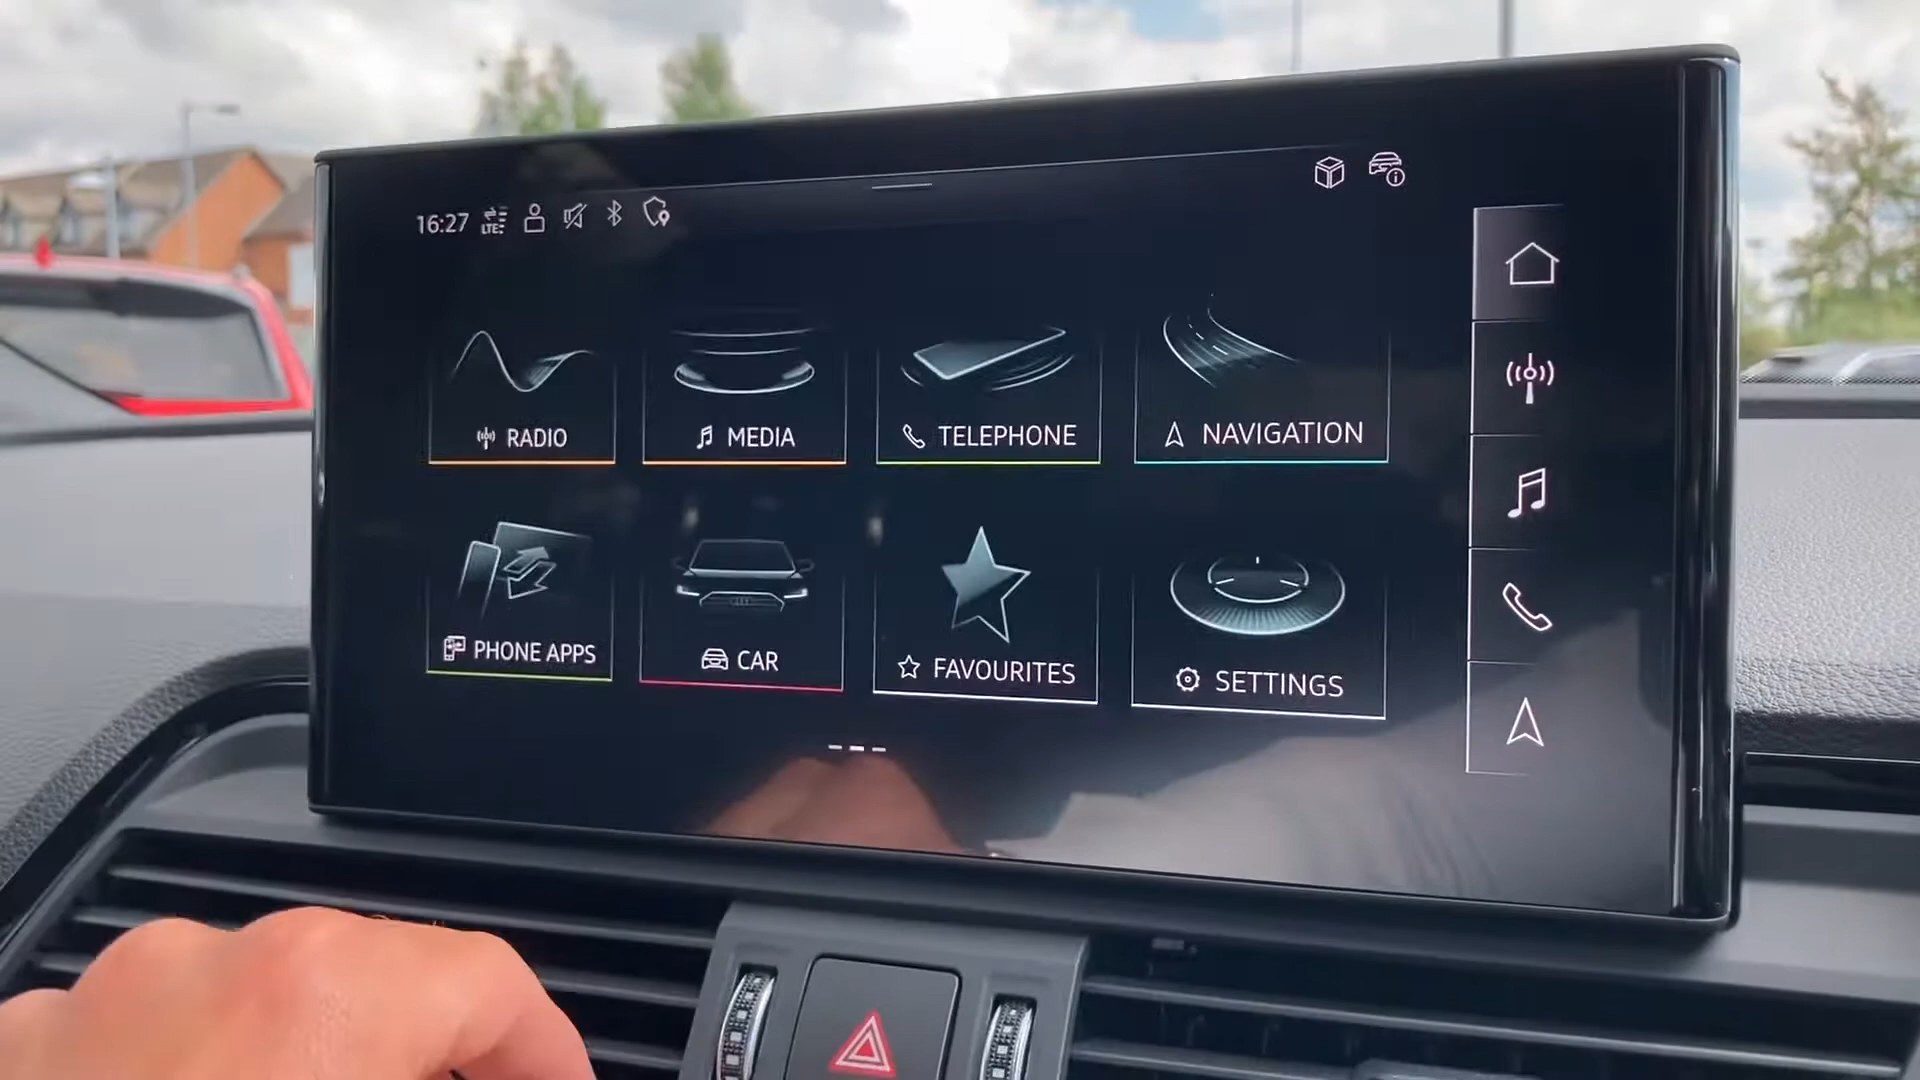 16:27 LTE
RADIO MEDIA TELEPHONE NAVIGATION
PHONE APPS CAR FAVOURITES SETTINGS